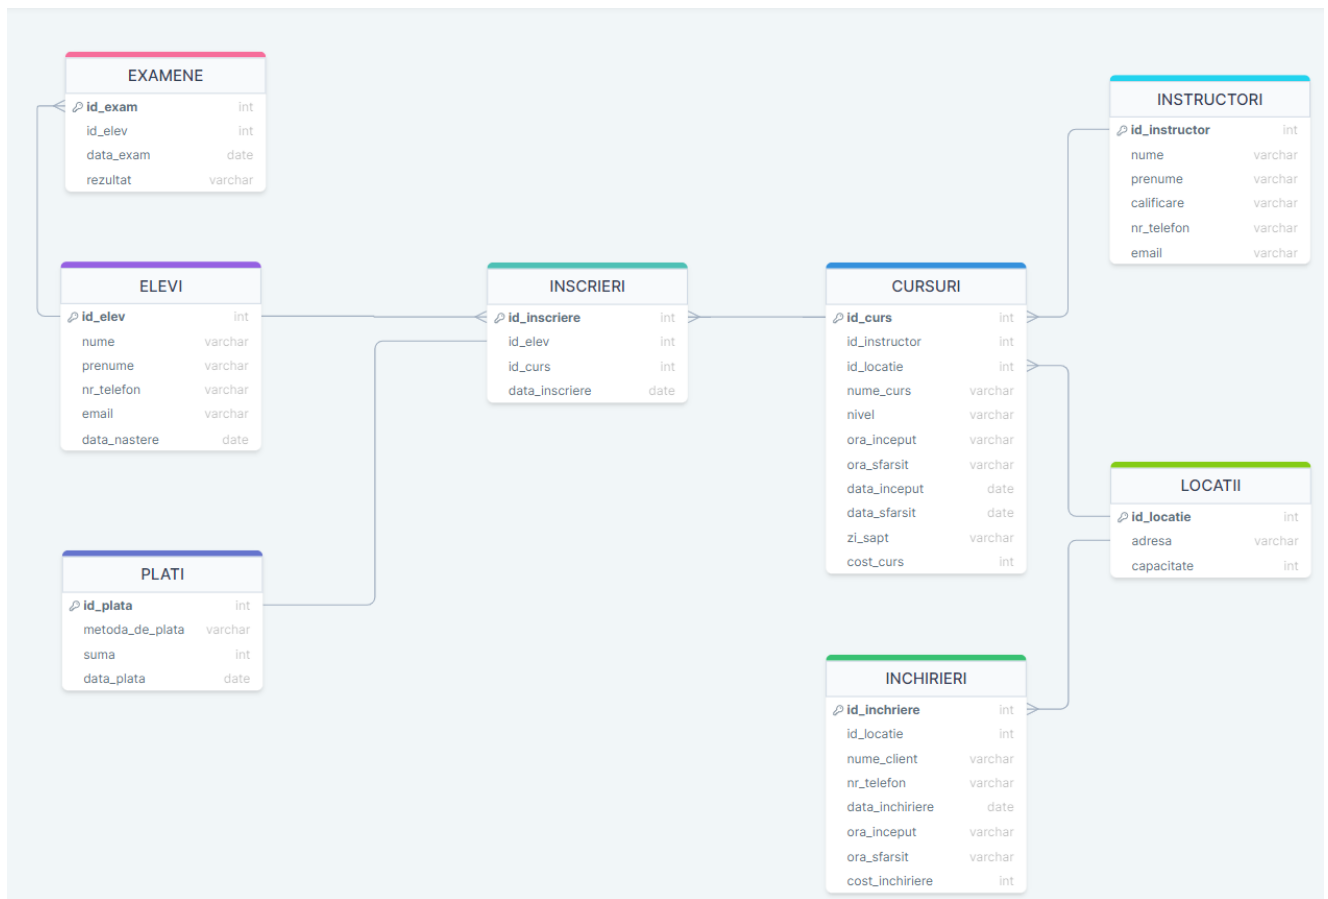 EXAMENE
id_exam int
id_elev int
data_exam date
rezultat varchar
INSTRUCTORI
id_instructor int
nume varchar
prenume varchar
calificare varchar
nr_telefon varchar
email varchar
ELEVI
id_elev int
nume varchar
prenume varchar
nr_telefon varchar
email varchar
data_nastere date
INSCRIERI
id_inscriere int
id_elev int
id_curs int
data_inscriere date
CURSURI
id_curs int
id_instructor int
id_locatie int
nume_curs varchar
nivel varchar
ora_inceput varchar
ora_sfarsit varchar
data_inceput date
data_sfarsit date
zi_sapt varchar
cost_curs int
LOCATII
id_locatie int
adresa varchar
capacitate int
PLATI
id_plata int
metoda_de_plata varchar
suma int
data_plata date
INCHIRIERI
id_inchriere int
id_locatie int
nume_client varchar
nr_telefon varchar
data_inchiriere date
ora_inceput varchar
ora_sfarsit varchar
cost_inchiriere int